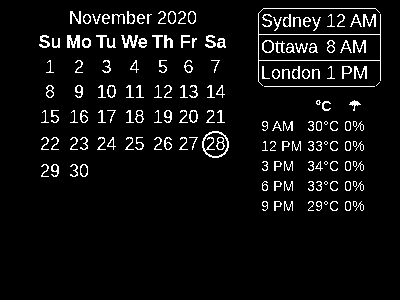 November 2020
Su Mo Tu We Th Fr Sa
1 2 3 4 5 6 7
8 9 10 11 12 13 14
15 16 17 18 19 20 21
22 23 24 25 26 27 28
29 30
Sydney 12 AM
Ottawa 8 AM
London 1 PM
°C ☂
9 AM 30°C 0%
12 PM 33°C 0%
3 PM 34°C 0%
6 PM 33°C 0%
9 PM 29°C 0%